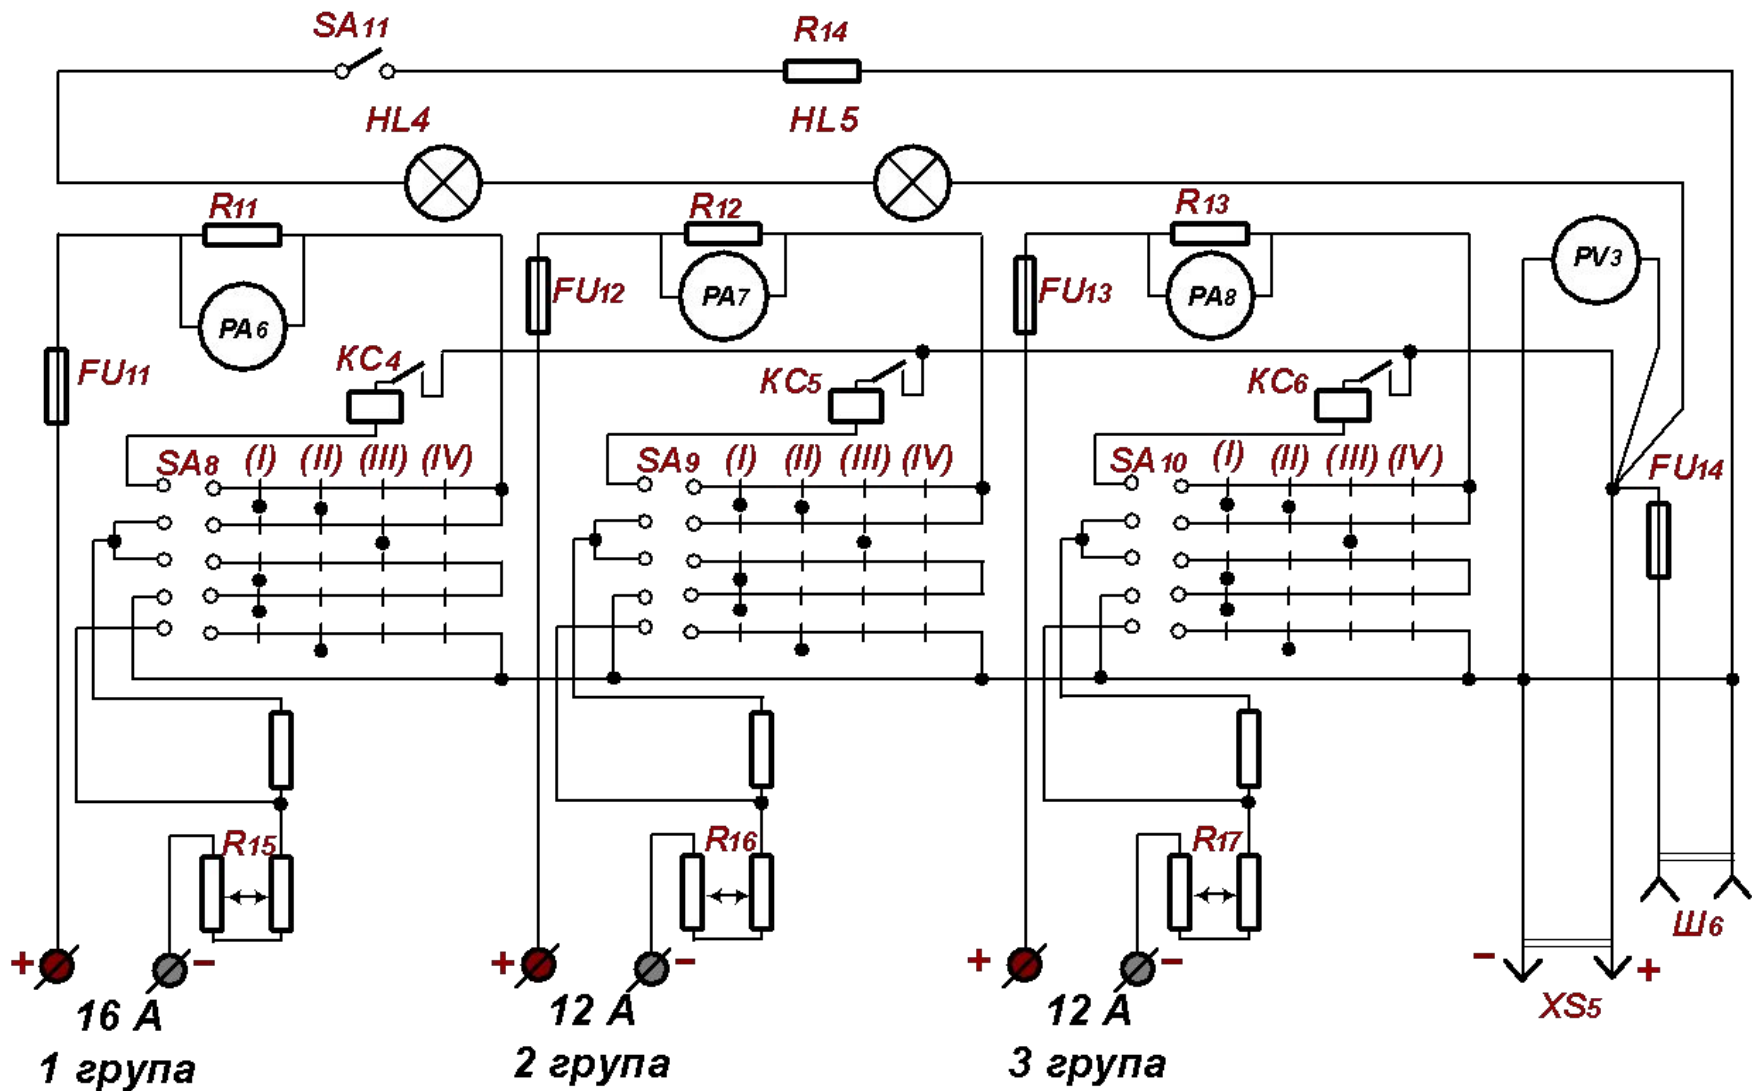 SA11
R14
HL4
HL5
R11
R12
R13
PA6
FU12
PA7
FU13
PA8
PV3
FU11
KC4
KC5
KC6
SA8 (I) (II) (III) (IV)
SA9 (I) (II) (III) (IV)
SA10 (I) (II) (III) (IV)
FU14
R15
R16
R17
+ −
+ −
+ −
− +
Ш6
XS5
16 А
1 група
12 А
2 група
12 А
3 група